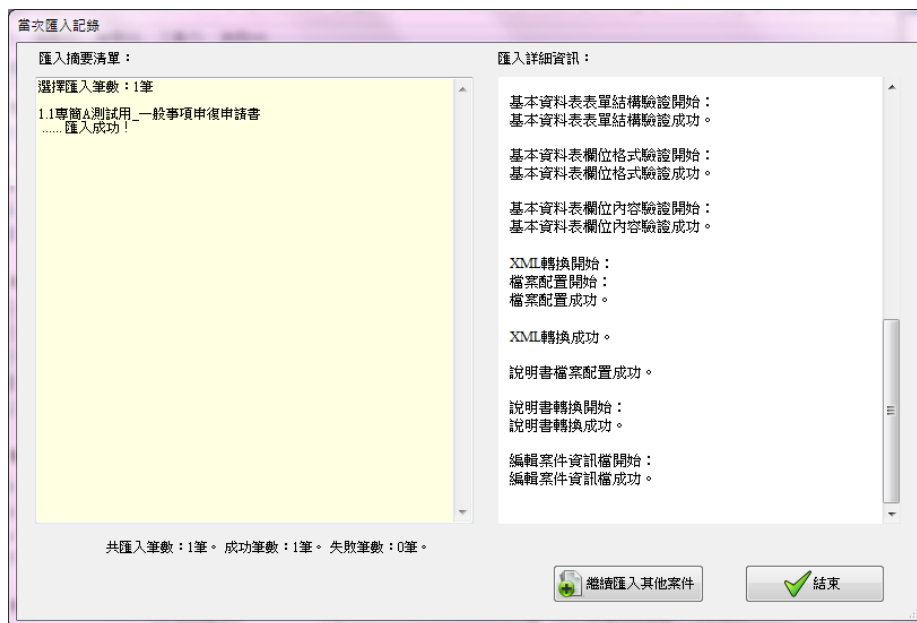 當次匯入記錄
匯入摘要清單：
選擇匯入筆數：1筆
1.1專簡A測試用_一般事項申復申請書
......匯入成功！
匯入詳細資訊：
基本資料表表單結構驗證開始：
基本資料表表單結構驗證成功。
基本資料表欄位格式驗證開始：
基本資料表欄位格式驗證成功。
基本資料表欄位內容驗證開始：
基本資料表欄位內容驗證成功。
XML轉換開始：
檔案配置開始：
檔案配置成功。
XML轉換成功。
說明書檔案配置成功。
說明書轉換開始：
說明書轉換成功。
編輯案件資訊檔開始：
編輯案件資訊檔成功。
共匯入筆數：1筆。成功筆數：1筆。失敗筆數：0筆。
繼續匯入其他案件
結束